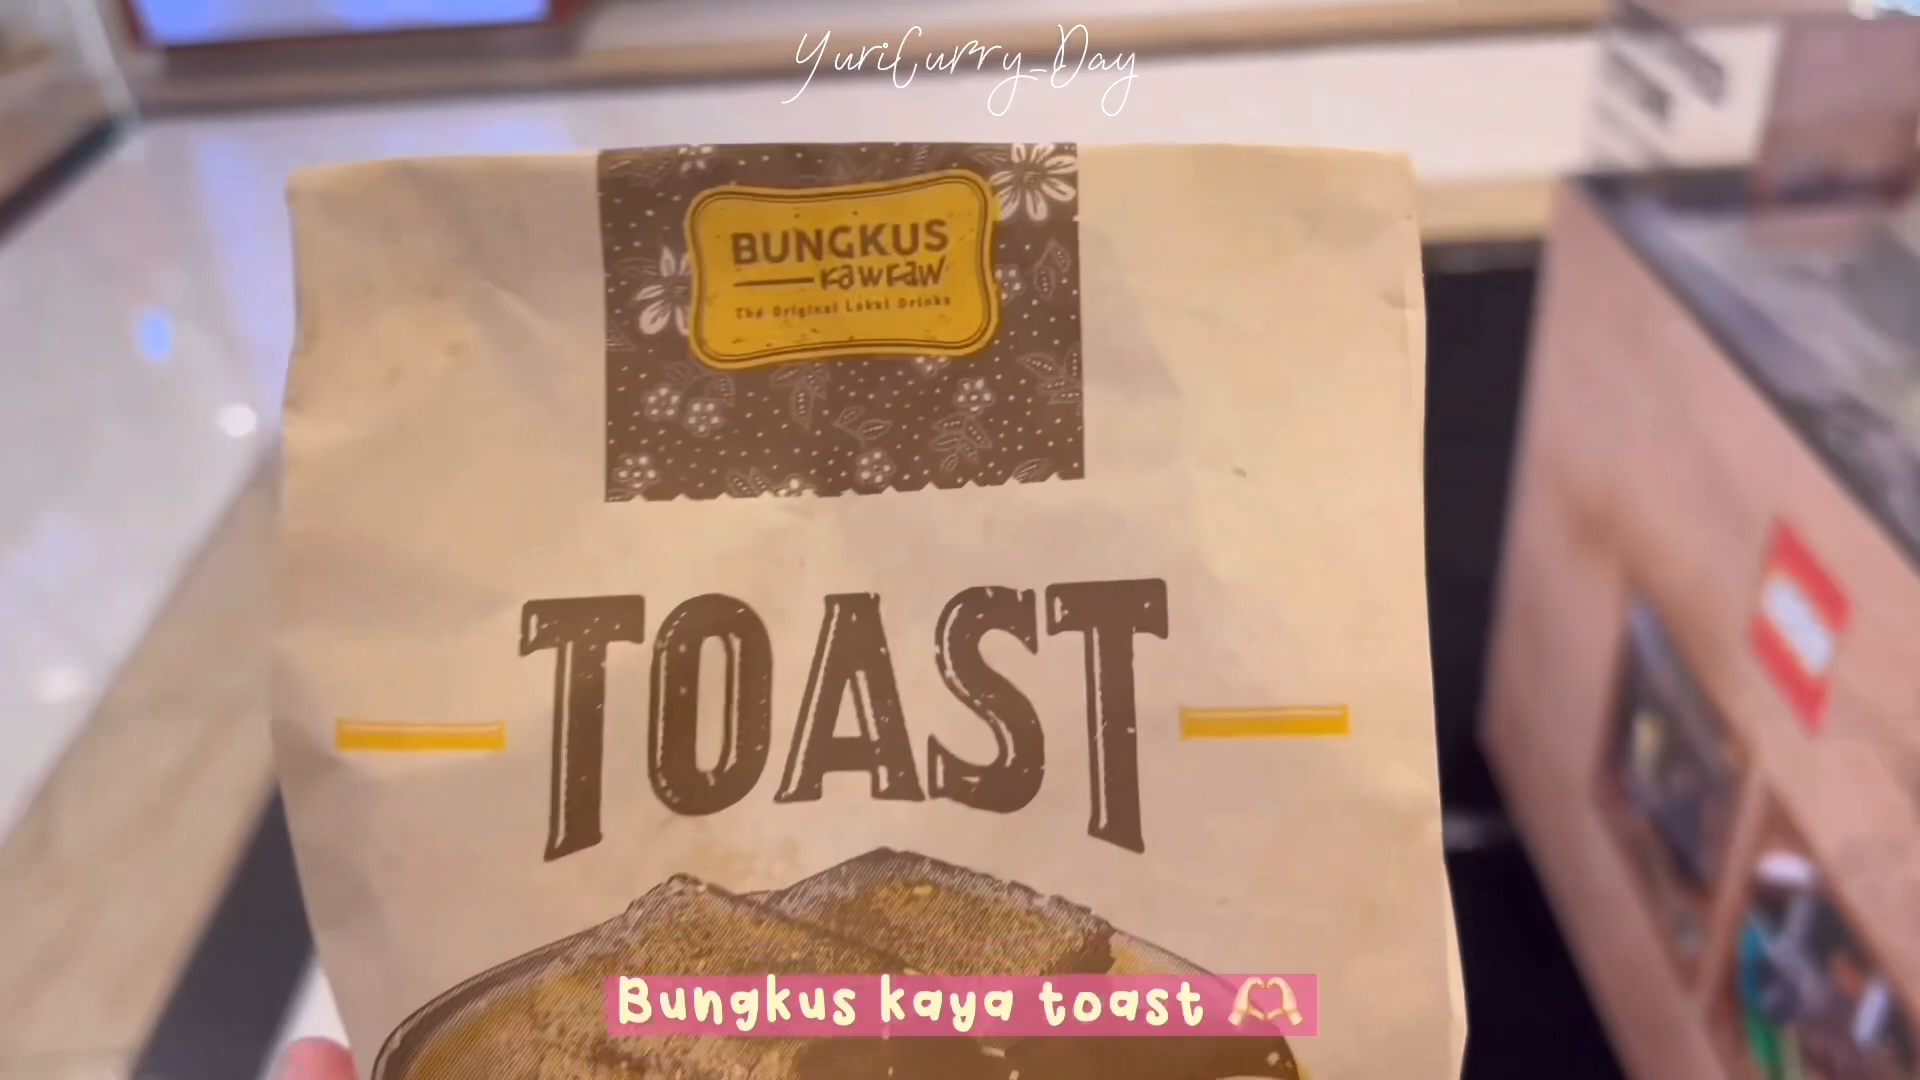 YuriCurry_Day
BUNGKUS
kawkaw
The Original Lokal Drinks
TOAST
Bungkus kaya toast 🫶